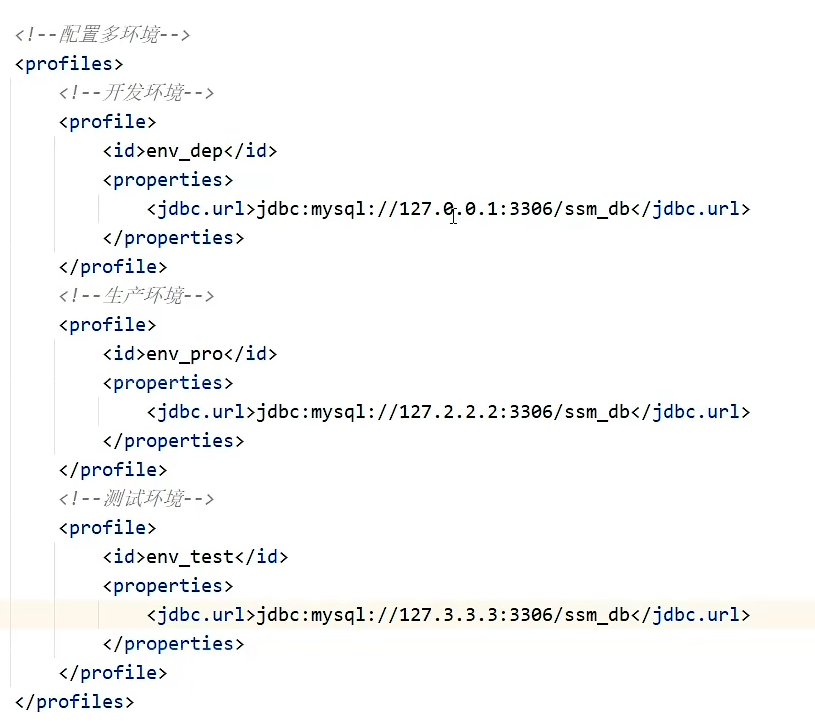 <!--配置多环境-->
<profiles>
<!--开发环境-->
<profile>
<id>env_dep</id>
<properties>
<jdbc.url>jdbc:mysql://127.0.0.1:3306/ssm_db</jdbc.url>
</properties>
</profile>
<!--生产环境-->
<profile>
<id>env_pro</id>
<properties>
<jdbc.url>jdbc:mysql://127.2.2.2:3306/ssm_db</jdbc.url>
</properties>
</profile>
<!--测试环境-->
<profile>
<id>env_test</id>
<properties>
<jdbc.url>jdbc:mysql://127.3.3.3:3306/ssm_db</jdbc.url>
</properties>
</profile>
</profiles>